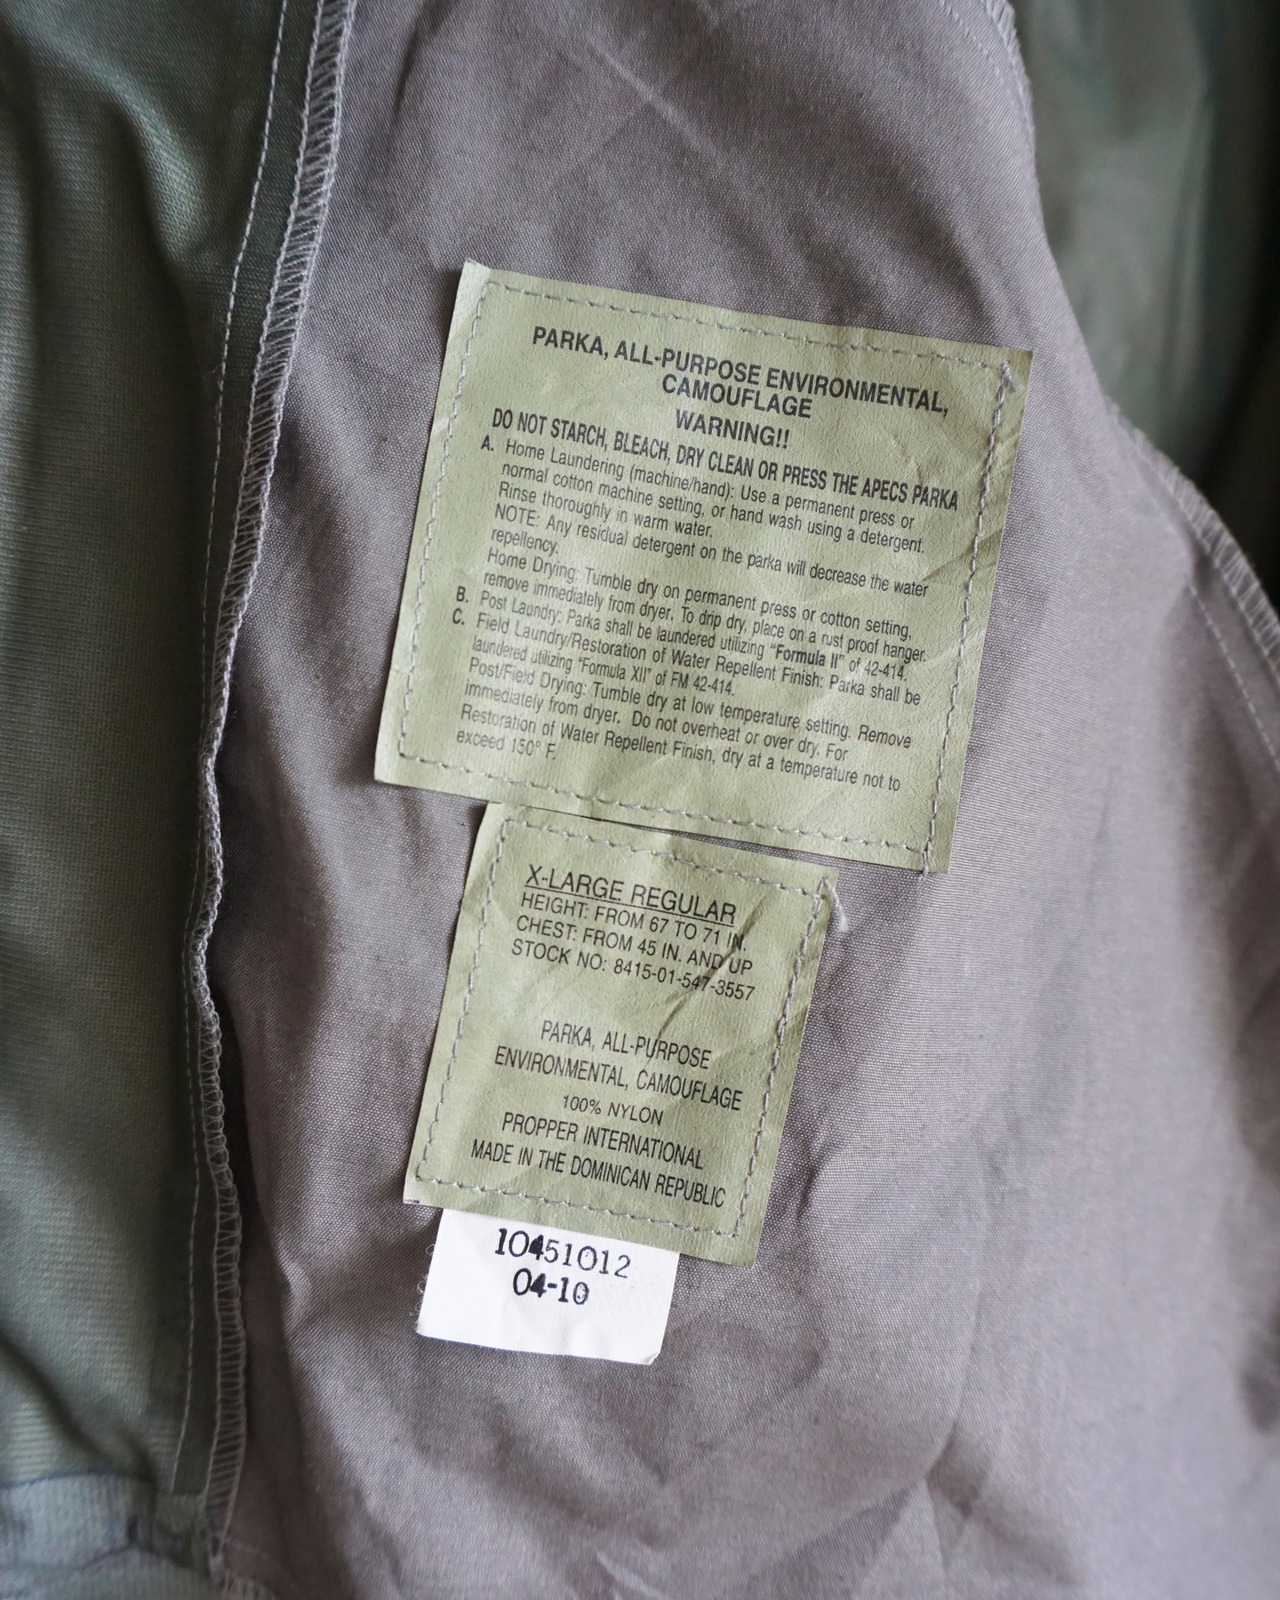 PARKA, ALL-PURPOSE ENVIRONMENTAL,
CAMOUFLAGE
WARNING!!
DO NOT STARCH, BLEACH, DRY CLEAN OR PRESS THE APECS PARKA
A. Home Laundering (machine/hand): Use a permanent press or
normal cotton machine setting, or hand wash using a detergent.
Rinse thoroughly in warm water.
NOTE: Any residual detergent on the parka will decrease the water
repellency.
Home Drying: Tumble dry on permanent press or cotton setting,
remove immediately from dryer. To drip dry, place on a rust proof hanger.
B. Post Laundry: Parka shall be laundered utilizing "Formula II" of 42-414.
C. Field Laundry/Restoration of Water Repellent Finish: Parka shall be
laundered utilizing "Formula XII" of FM 42-414.
Post/Field Drying: Tumble dry at low temperature setting. Remove
immediately from dryer. Do not overheat or over dry. For
Restoration of Water Repellent Finish, dry at a temperature not to
exceed 150° F.
X-LARGE REGULAR
HEIGHT: FROM 67 TO 71 IN.
CHEST: FROM 45 IN. AND UP
STOCK NO: 8415-01-547-3557
PARKA, ALL-PURPOSE
ENVIRONMENTAL, CAMOUFLAGE
100% NYLON
PROPPER INTERNATIONAL
MADE IN THE DOMINICAN REPUBLIC
10451012
04-10